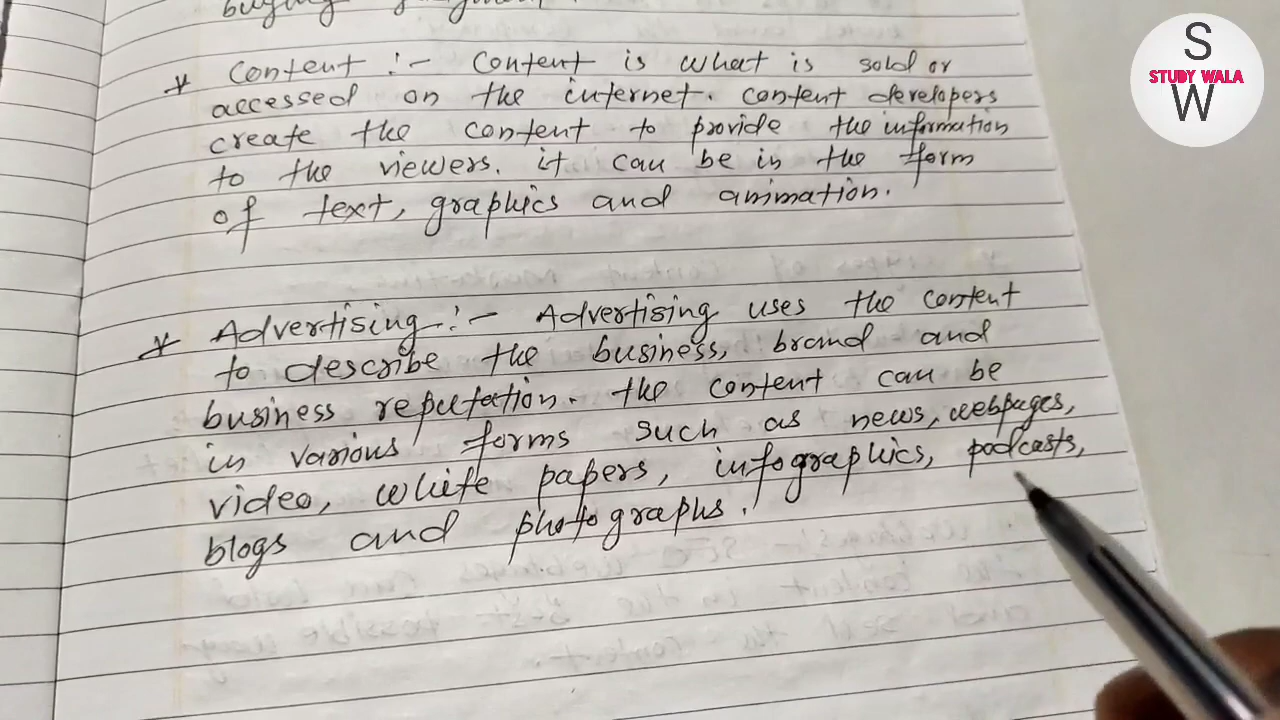 buying
* Content :- Content is what is sold or
accessed on the internet. Content developers
create the content to provide the information
to the viewers. it can be in the form
of text, graphics and animation.
* Advertising :- Advertising uses the content
to describe the business, brand and
business reputation. the content can be
in various forms such as news, webpages,
video, white papers, infographics, podcasts,
blogs and photographs.
S
STUDY WALA
W